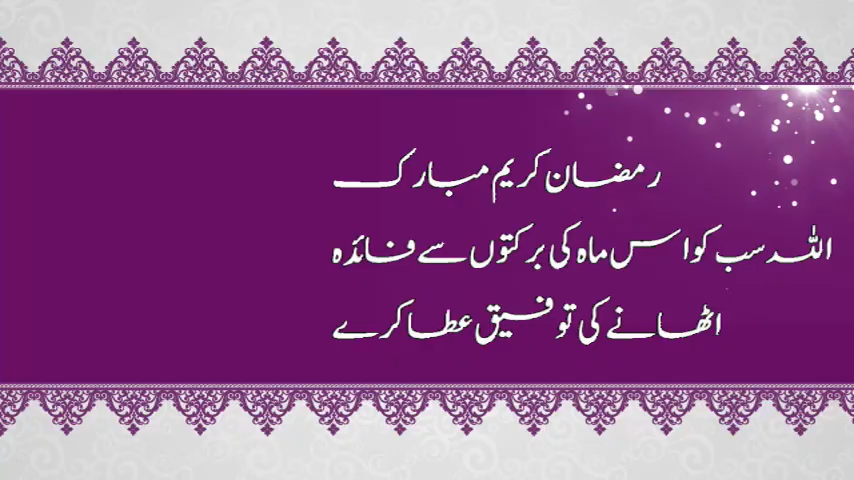 رمضان کریم مبارک
اللہ سب کو اس ماہ کی برکتوں سے فائدہ
اٹھانے کی توفیق عطا کرے